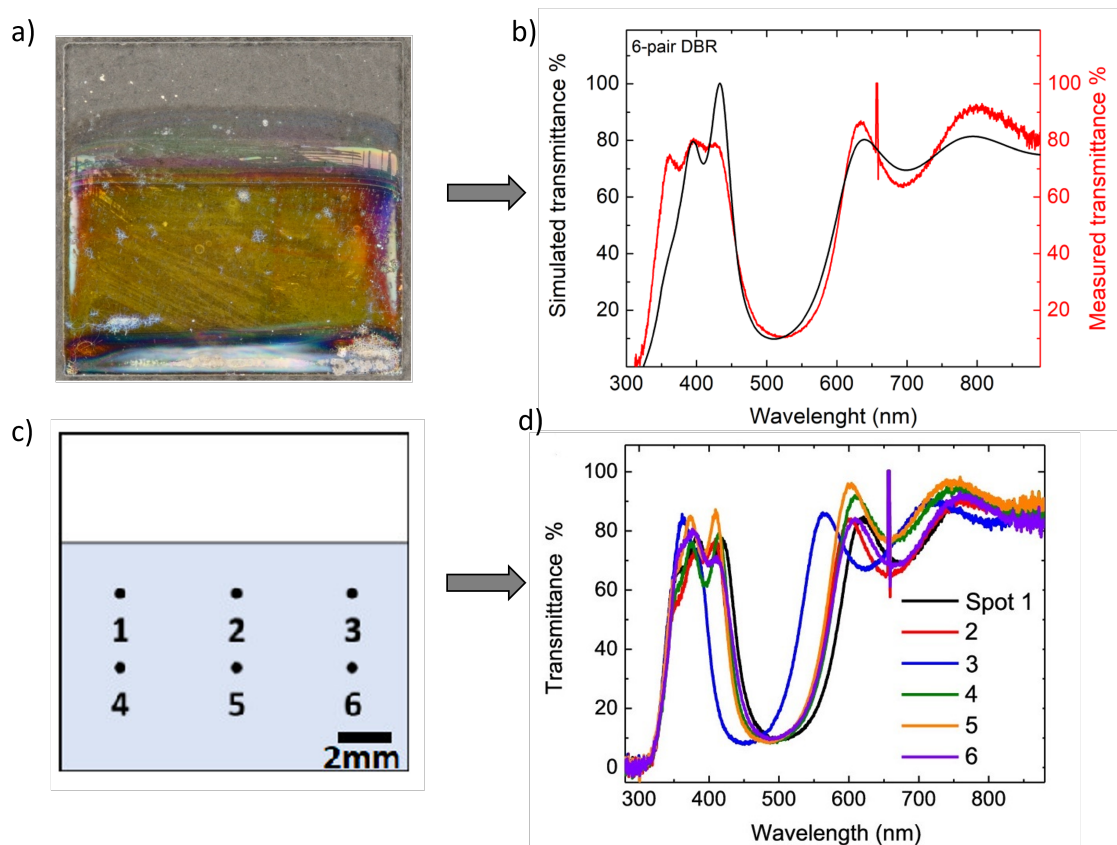 a)
b)
6-pair DBR
Simulated transmittance %
100
80
60
40
20
Measured transmittance %
100
80
60
40
20
300 400 500 600 700 800
Wavelenght (nm)
c)
1 2 3
4 5 6
2mm
d)
Transmittance %
100
80
60
40
20
0
Spot 1
2
3
4
5
6
300 400 500 600 700 800
Wavelength (nm)